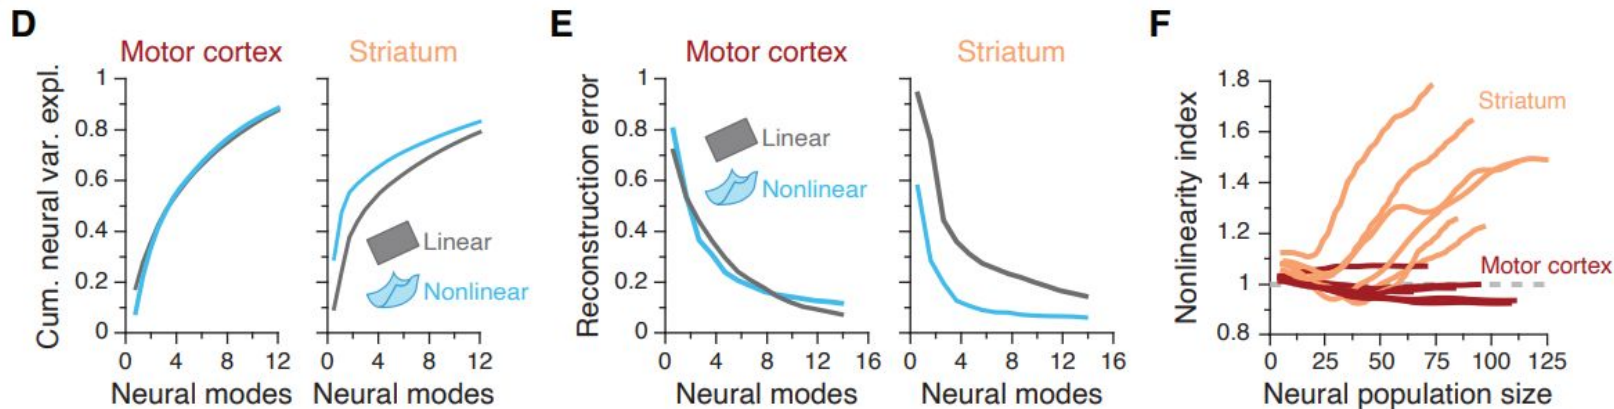 D
Motor cortex
Striatum
Cum. neural var. expl.
1
0.8
0.6
0.4
0.2
0
0 4 8 12
0 4 8 12
Linear
Nonlinear
Neural modes
Neural modes
E
Motor cortex
Striatum
Reconstruction error
1
0.8
0.6
0.4
0.2
0
Linear
Nonlinear
0 4 8 12 16
0 4 8 12 16
Neural modes
Neural modes
F
Nonlinearity index
1.8
1.6
1.4
1.2
1
0.8
Striatum
Motor cortex
0 25 50 75 100 125
Neural population size